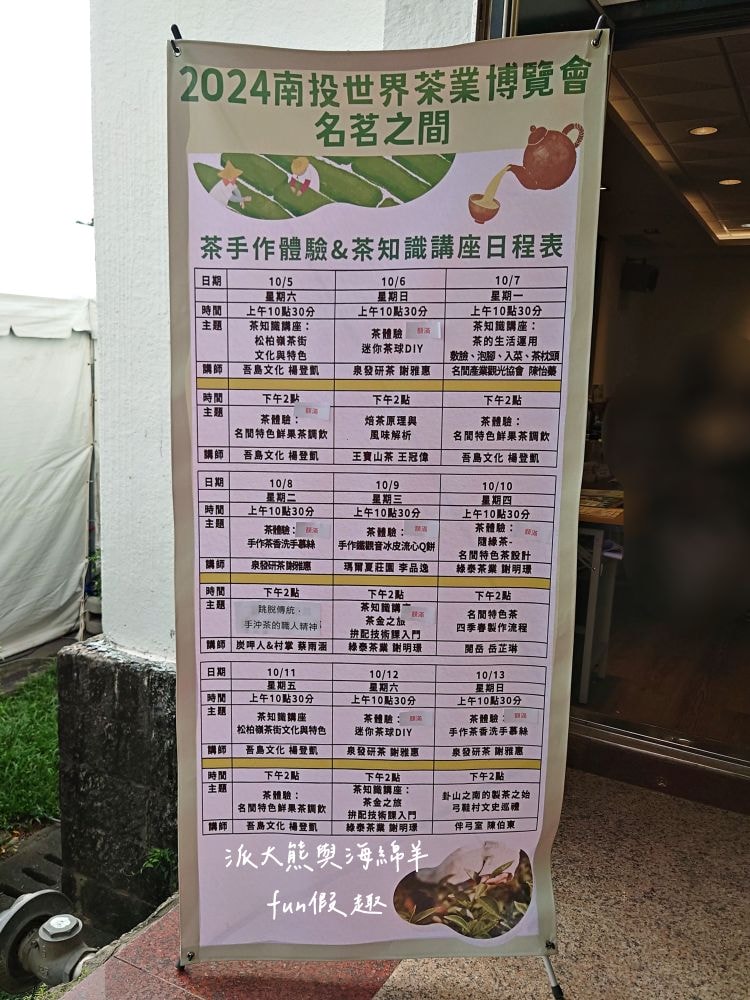 2024南投世界茶業博覽會
名茗之間
茶手作體驗&茶知識講座日程表
日期 10/5 10/6 10/7
星期六 星期日 星期一
時間 上午10點30分 上午10點30分 上午10點30分
主題 茶知識講座： 茶體驗 額滿 茶知識講座：
松柏嶺茶街 迷你茶球DIY 茶的生活運用
文化與特色 敷臉、泡腳、入菜、茶枕頭
講師 吾島文化 楊登凱 泉發研茶 謝雅惠 名間產業觀光協會 陳怡蓁
時間 下午2點 下午2點 下午2點
主題 茶體驗： 額滿 焙茶原理與 茶體驗：
名間特色鮮果茶調飲 風味解析 名間特色鮮果茶調飲
講師 吾島文化 楊登凱 王寶山茶 王冠偉 吾島文化 楊登凱
日期 10/8 10/9 10/10
星期二 星期三 星期四
時間 上午10點30分 上午10點30分 上午10點30分
主題 茶體驗： 額滿 茶體驗： 額滿 茶體驗： 額滿
手作茶香洗手慕絲 手作鐵觀音冰皮流心Q餅 隨緣茶-
名間特色茶設計
講師 泉發研茶 謝雅惠 瑪爾夏莊園 李品逸 綠泰茶業 謝明璟
時間 下午2點 下午2點 下午2點
主題 跳脫傳統， 茶知識講 額滿 名間特色茶
手沖茶的職人精神 茶金之旅 四季春製作流程
拼配技術課入門
講師 炭呷人&村掌 蔡雨涵 綠泰茶業 謝明璟 開岳 岳芷琳
日期 10/11 10/12 10/13
星期五 星期六 星期日
時間 上午10點30分 上午10點30分 上午10點30分
主題 茶知識講座 茶體驗： 額滿 茶體驗： 額滿
松柏嶺茶街文化與特色 迷你茶球DIY 手作茶香洗手慕絲
講師 吾島文化 楊登凱 泉發研茶 謝雅惠 泉發研茶 謝雅惠
時間 下午2點 下午2點 下午2點
主題 茶體驗： 茶知識講座： 卦山之南的製茶之始
名間特色鮮果茶調飲 茶金之旅 弓鞋村文史巡禮
拼配技術課入門
講師 吾島文化 楊登凱 綠泰茶業 謝明璟 伴弓室 陳伯東
派大熊與海綿羊
fun假趣